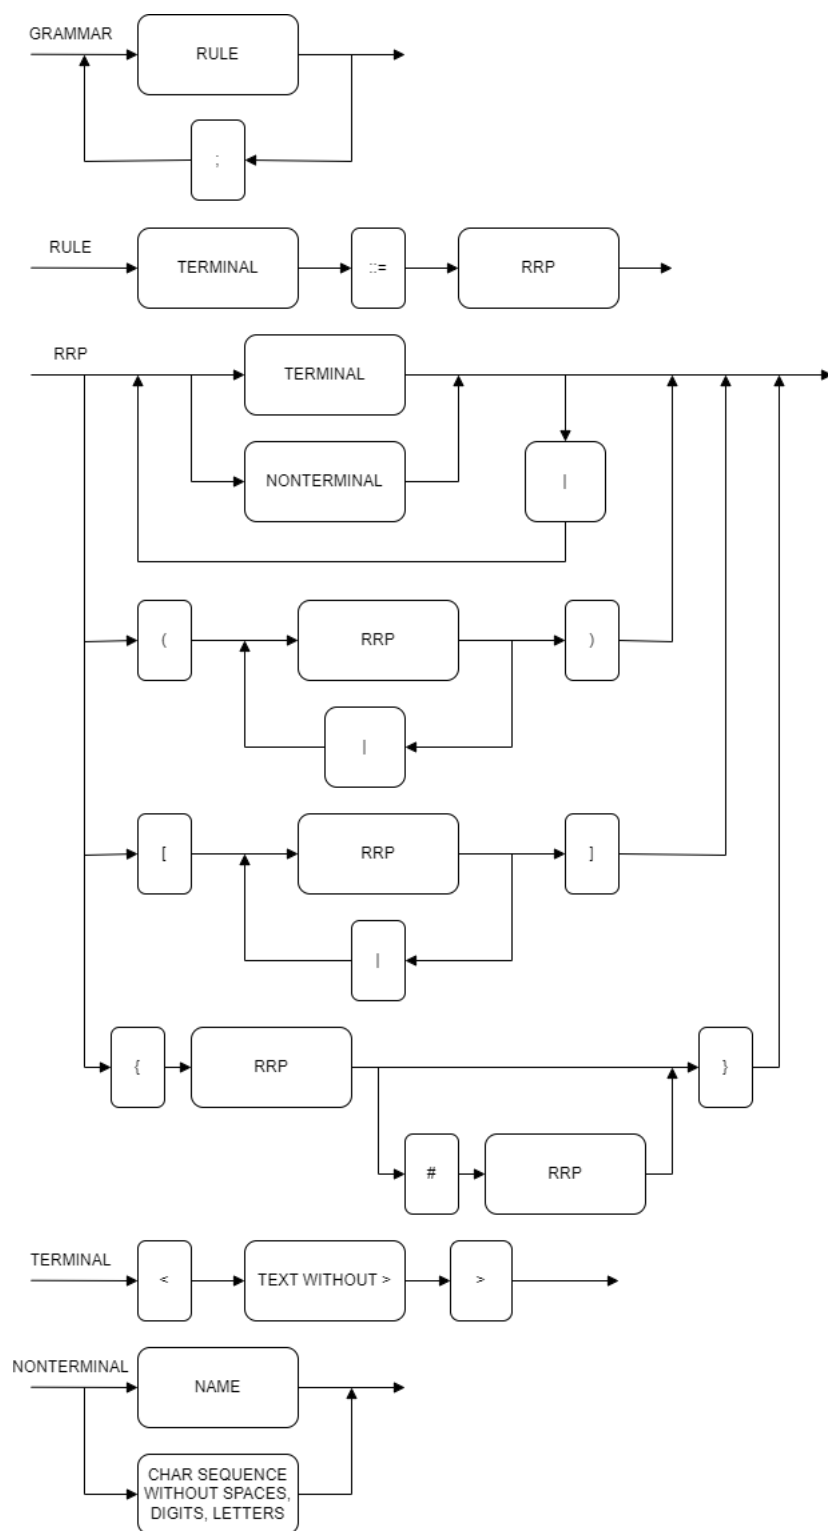 GRAMMAR
RULE
;
RULE
TERMINAL
::=
RRP
RRP
TERMINAL
NONTERMINAL
|
(
RRP
)
|
[
RRP
]
|
{
RRP
}
#
RRP
TERMINAL
<
TEXT WITHOUT >
>
NONTERMINAL
NAME
CHAR SEQUENCE
WITHOUT SPACES,
DIGITS, LETTERS